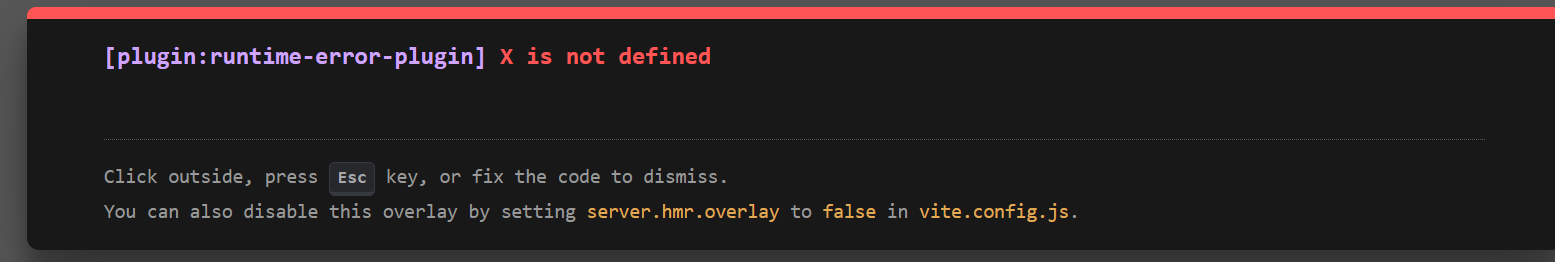 [plugin:runtime-error-plugin] X is not defined
Click outside, press Esc key, or fix the code to dismiss.
You can also disable this overlay by setting server.hmr.overlay to false in vite.config.js.